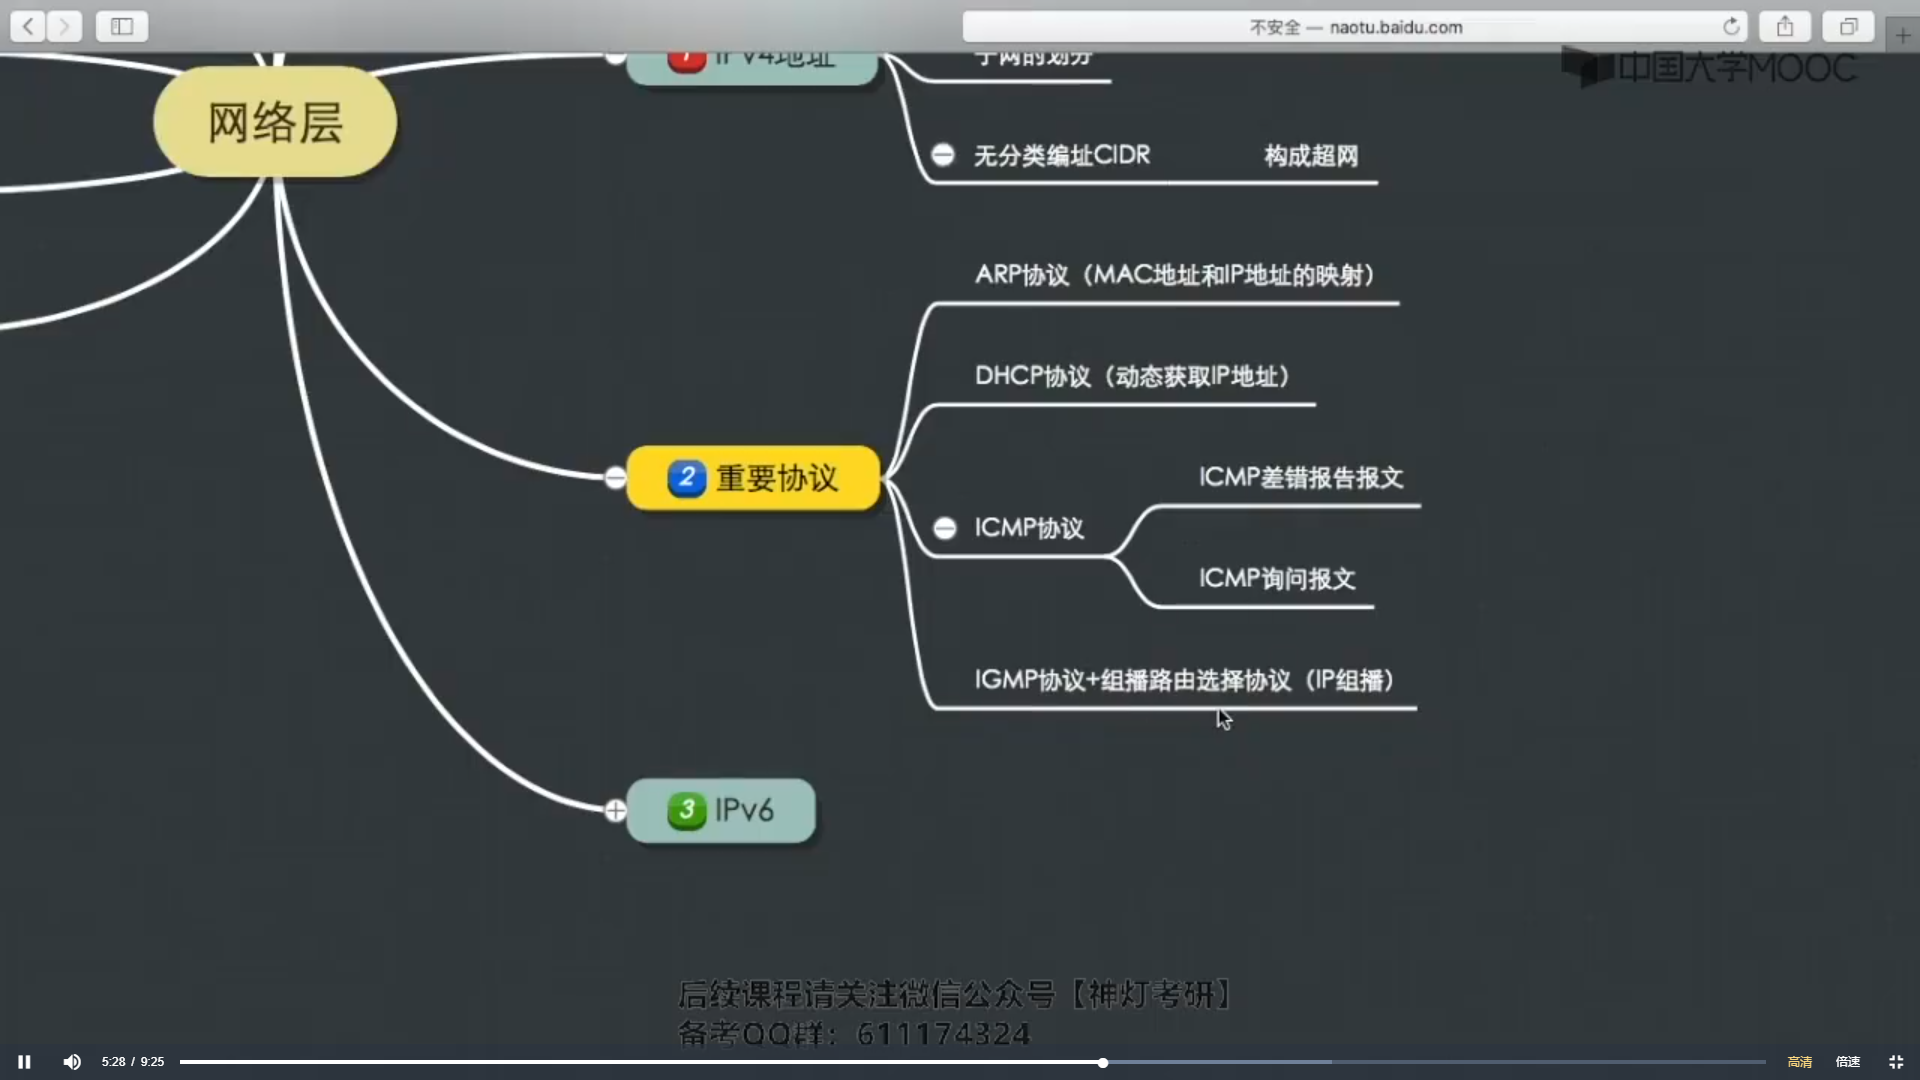 不安全 — naotu.baidu.com
中国大学MOOC
1 IPv4地址
子网的划分
网络层
无分类编址CIDR 构成超网
ARP协议（MAC地址和IP地址的映射）
DHCP协议（动态获取IP地址）
2 重要协议
ICMP差错报告报文
ICMP协议
ICMP询问报文
IGMP协议+组播路由选择协议（IP组播）
3 IPv6
后续课程请关注微信公众号【神灯考研】
备考QQ群：611174324
5:28 / 9:25
高清 倍速